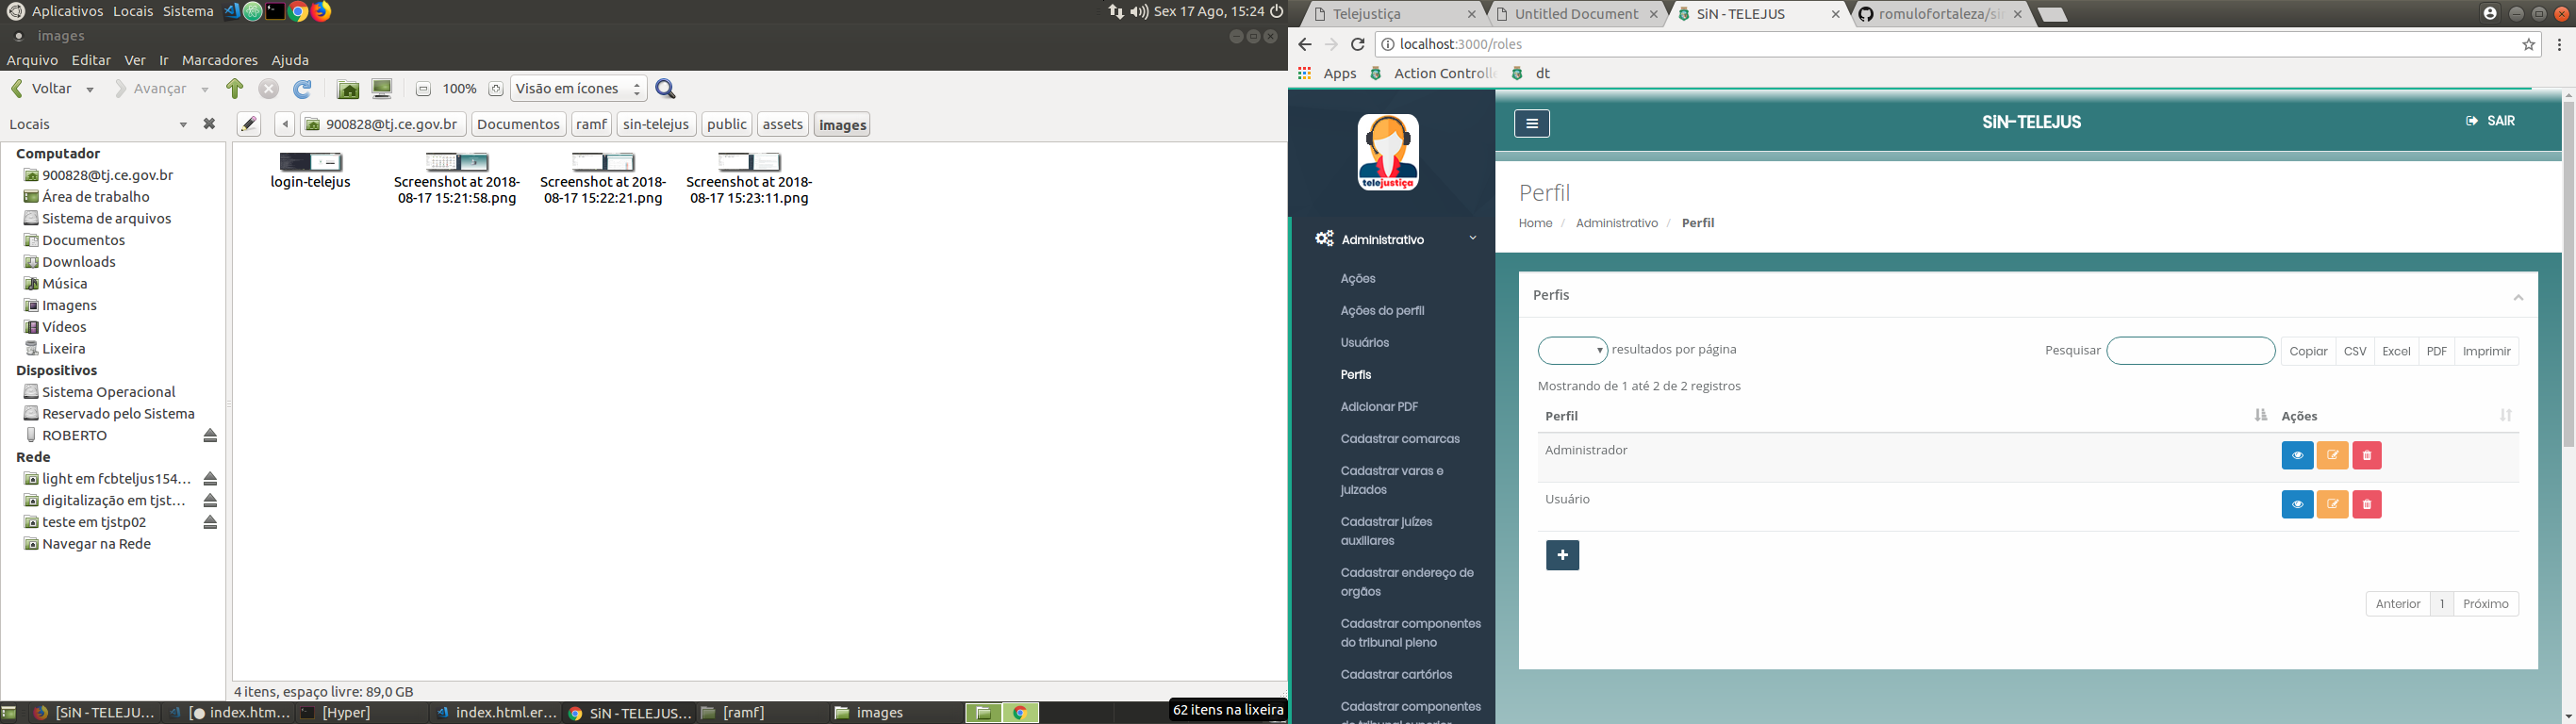 Aplicativos Locais Sistema
Sex 17 Ago, 15:24
images
Arquivo Editar Ver Ir Marcadores Ajuda
Voltar Avançar 100% Visão em ícones
Locais
900828@tj.ce.gov.br Documentos ramf sin-telejus public assets images
Computador
900828@tj.ce.gov.br
Área de trabalho
Sistema de arquivos
Documentos
Downloads
Música
Imagens
Vídeos
Lixeira
Dispositivos
Sistema Operacional
Reservado pelo Sistema
ROBERTO
Rede
light em fcbteljus154...
digitalização em tjst...
teste em tjstp02
Navegar na Rede
login-telejus
Screenshot at 2018-
08-17 15:21:58.png
Screenshot at 2018-
08-17 15:22:21.png
Screenshot at 2018-
08-17 15:23:11.png
4 itens, espaço livre: 89,0 GB
[SiN - TELEJU... [● index.htm... [Hyper] index.html.er... SiN - TELEJUS... [ramf] images
62 itens na lixeira
Telejustiça Untitled Document SiN - TELEJUS romulofortaleza/sin
localhost:3000/roles
Apps Action Controlle dt
telejustiça
SiN-TELEJUS
SAIR
Administrativo
Ações
Ações do perfil
Usuários
Perfis
Adicionar PDF
Cadastrar comarcas
Cadastrar varas e
juizados
Cadastrar juízes
auxiliares
Cadastrar endereço de
orgãos
Cadastrar componentes
do tribunal pleno
Cadastrar cartórios
Cadastrar componentes
do tribunal superior
Perfil
Home / Administrativo / Perfil
Perfis
resultados por página
Pesquisar
Copiar CSV Excel PDF Imprimir
Mostrando de 1 até 2 de 2 registros
Perfil Ações
Administrador
Usuário
Anterior 1 Próximo